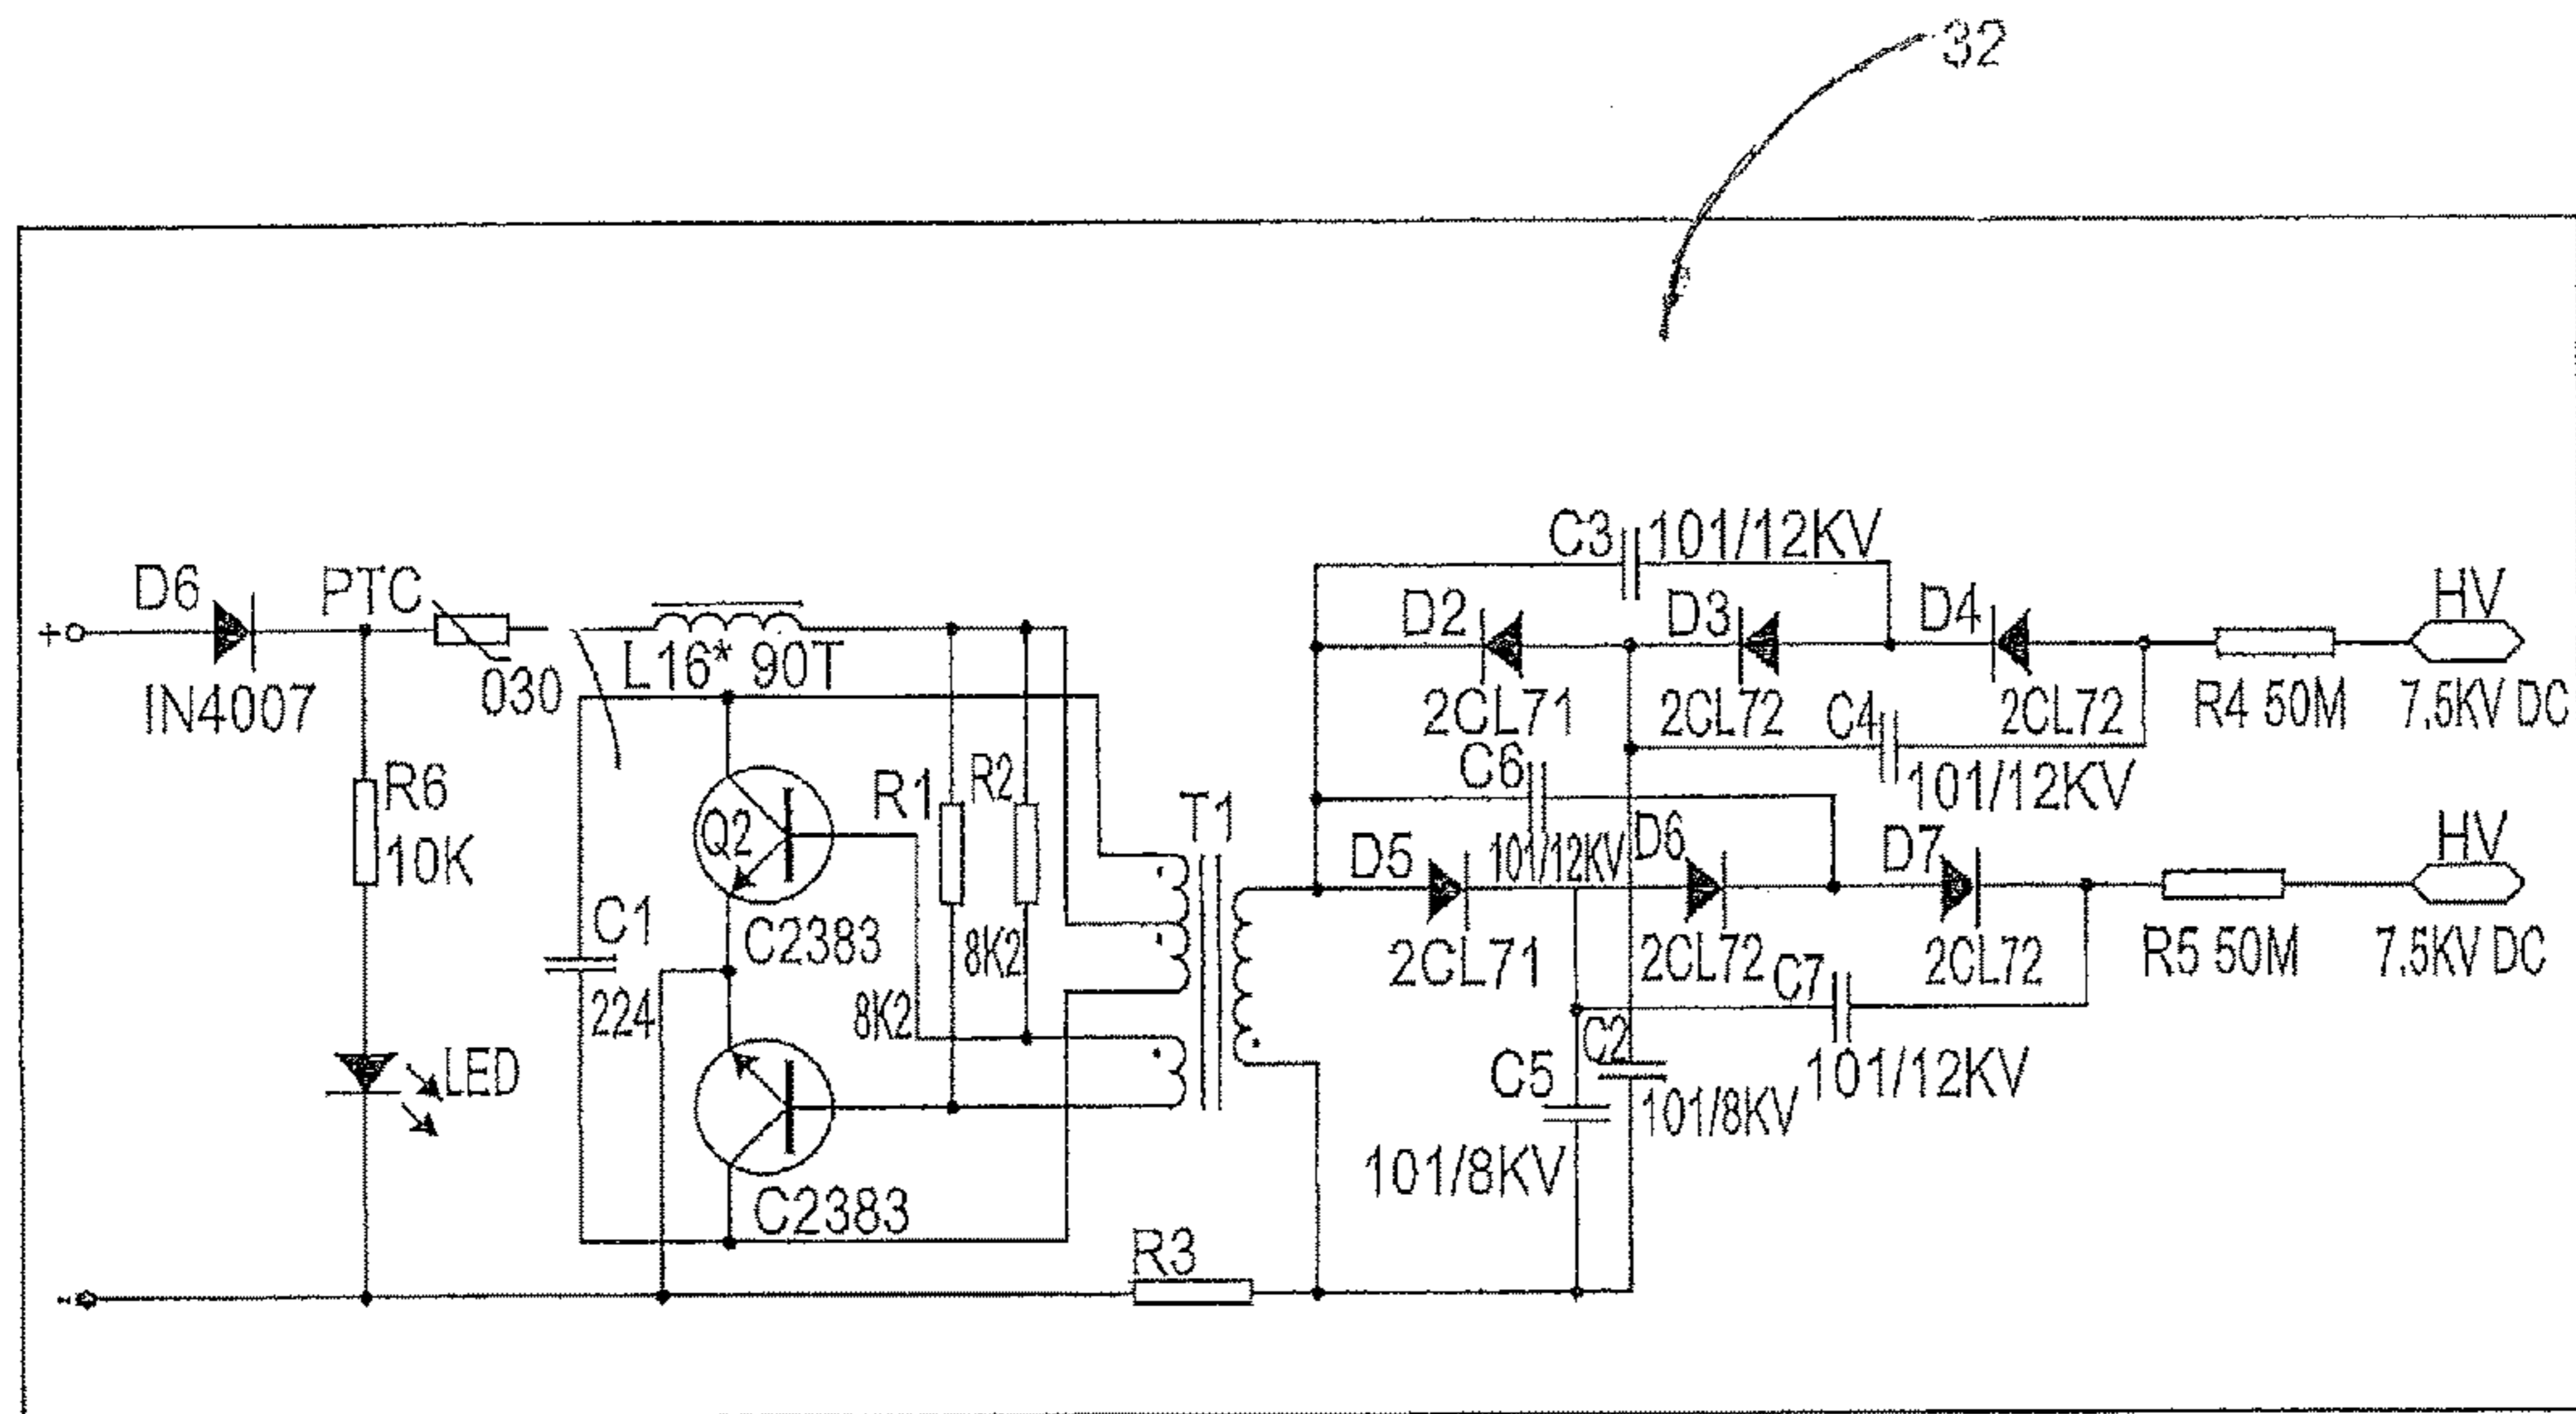 32
C3 101/12KV
D6
PTC
D2
D3
D4
HV
+
L16* 90T
030
IN4007
2CL71
2CL72
C4
2CL72
R4 50M
7.5KV DC
C6
101/12KV
R6
10K
Q2
R1
R2
T1
D5
101/12KV
D6
D7
HV
C1
C2383
8K2
2CL71
2CL72
C7
2CL72
R5 50M
7.5KV DC
224
8K2
C5
C2
101/12KV
LED
101/8KV
101/8KV
C2383
R3
-